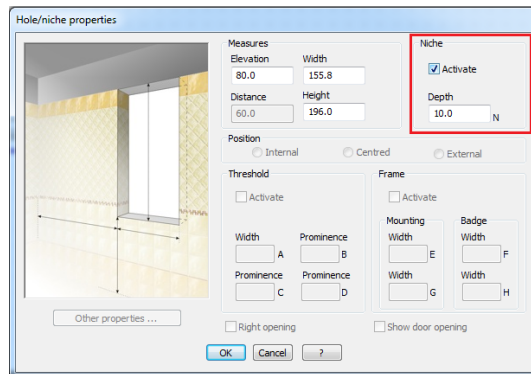 Hole/niche properties
Measures
Elevation Width
80.0 155.8
Distance Height
60.0 196.0
Niche
Activate
Depth
10.0 N
Position
Internal Centred External
Threshold
Activate
Width Prominence
A B
Prominence Prominence
C D
Frame
Activate
Mounting Badge
Width Width
E F
Width Width
G H
Other properties ...
Right opening Show door opening
OK Cancel ?